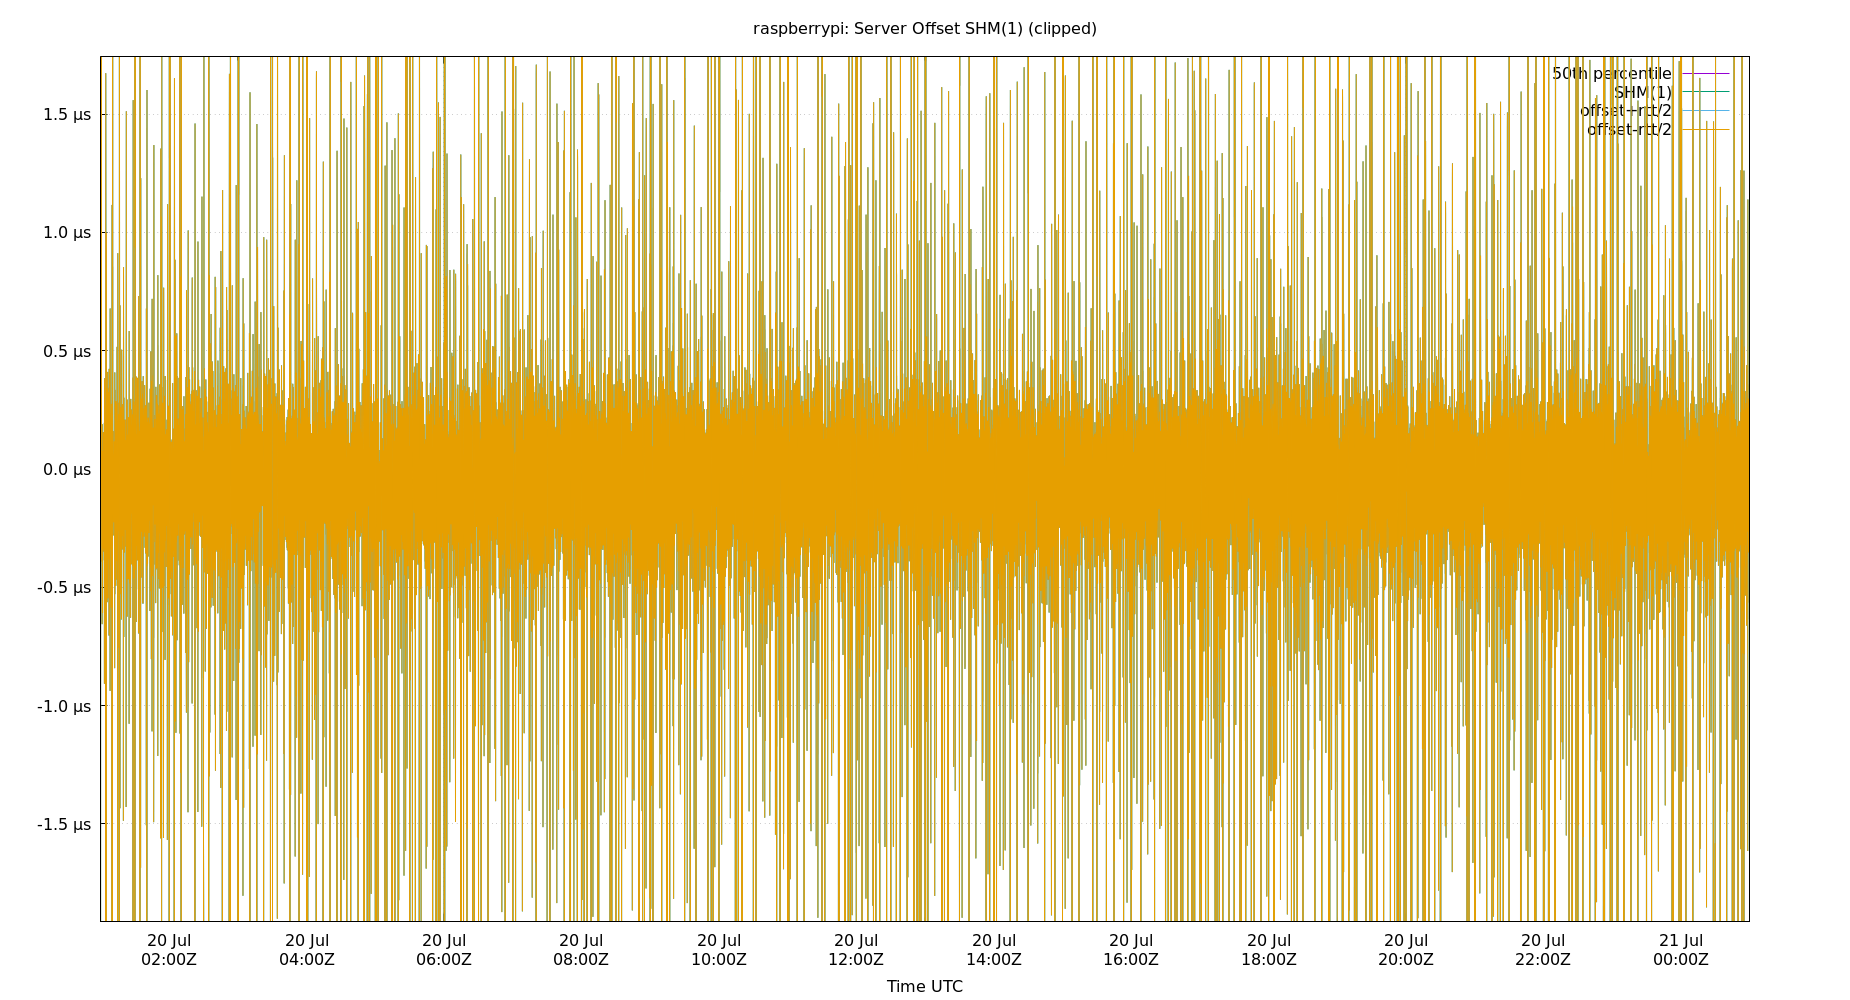 raspberrypi: Server Offset SHM(1) (clipped)
50th percentile
SHM(1)
offset+rtt/2
offset-rtt/2
1.5 µs
1.0 µs
0.5 µs
0.0 µs
-0.5 µs
-1.0 µs
-1.5 µs
20 Jul 20 Jul 20 Jul 20 Jul 20 Jul 20 Jul 20 Jul 20 Jul 20 Jul 20 Jul 20 Jul 21 Jul
02:00Z 04:00Z 06:00Z 08:00Z 10:00Z 12:00Z 14:00Z 16:00Z 18:00Z 20:00Z 22:00Z 00:00Z
Time UTC